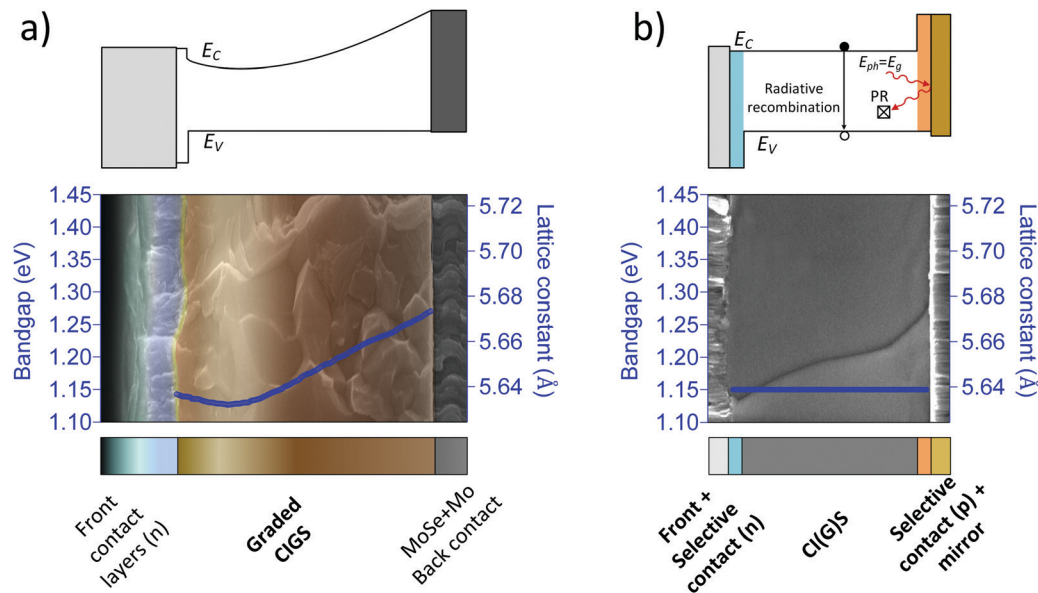 a)
E_C
E_V
1.45
1.40
1.35
1.30
1.25
1.20
1.15
1.10
Bandgap (eV)
5.72
5.70
5.68
5.66
5.64
Lattice constant (Å)
Front
contact
layers (n)
Graded
CIGS
MoSe+Mo
Back contact
b)
E_C
E_ph=E_g
Radiative
recombination
PR
E_V
1.45
1.40
1.35
1.30
1.25
1.20
1.15
1.10
Bandgap (eV)
5.72
5.70
5.68
5.66
5.64
Lattice constant (Å)
Front +
Selective
contact (n)
CI(G)S
Selective
contact (p) +
mirror